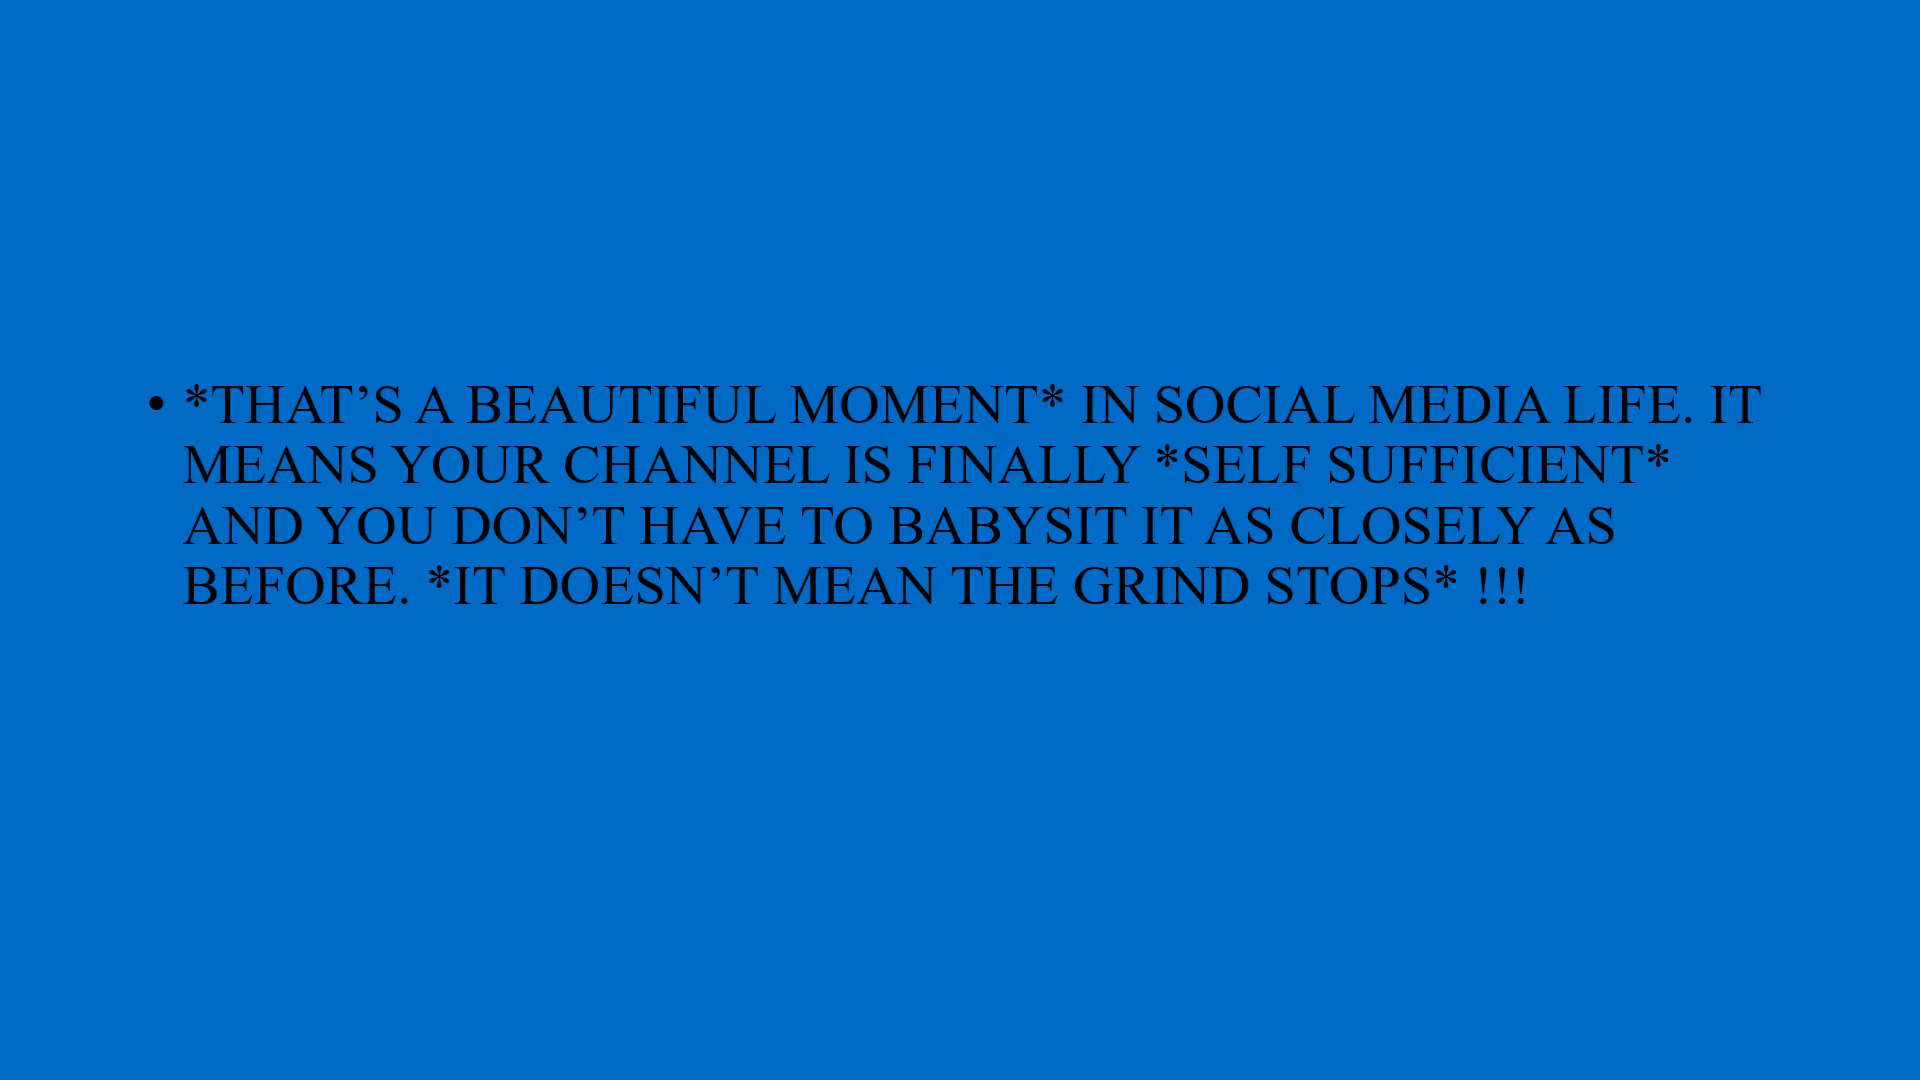 • *THAT’S A BEAUTIFUL MOMENT* IN SOCIAL MEDIA LIFE. IT
MEANS YOUR CHANNEL IS FINALLY *SELF SUFFICIENT*
AND YOU DON’T HAVE TO BABYSIT IT AS CLOSELY AS
BEFORE. *IT DOESN’T MEAN THE GRIND STOPS* !!!